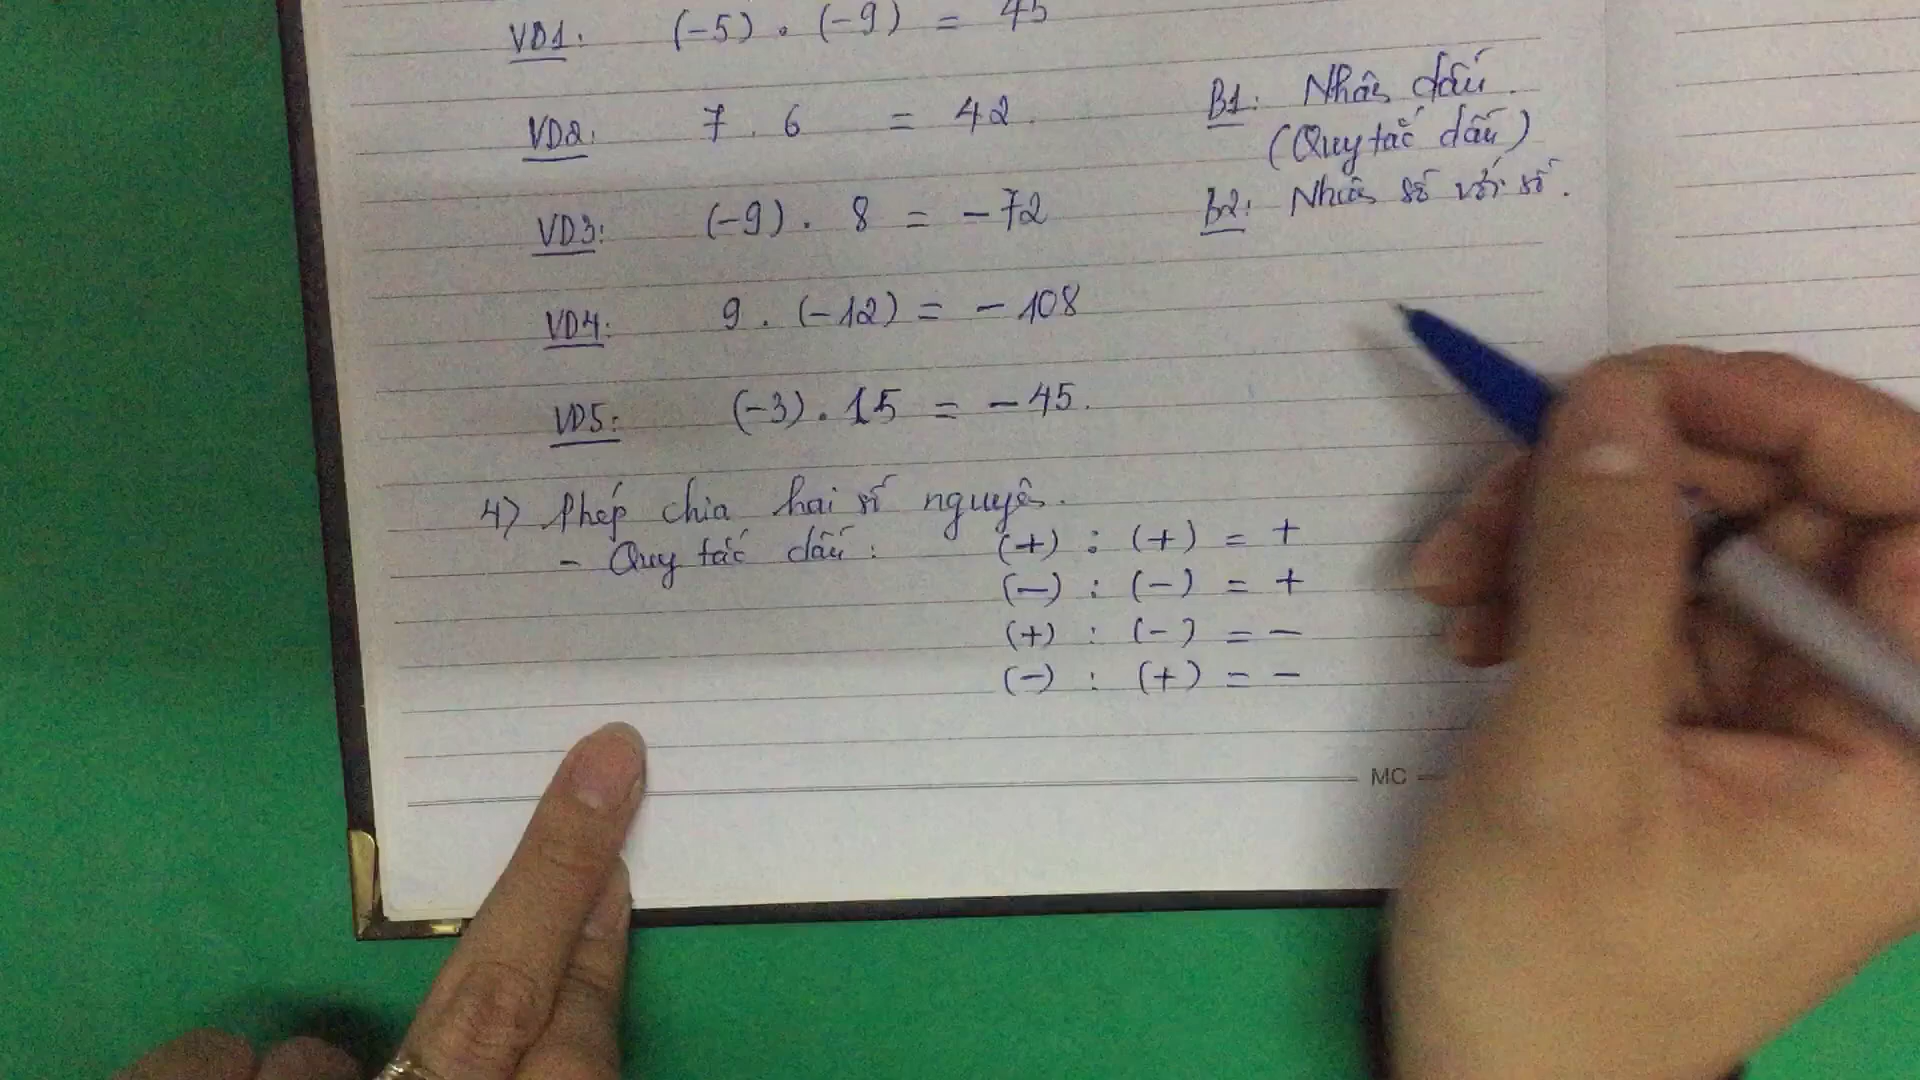 VD1: (-5) . (-9) = 45
VD2: 7 . 6 = 42.
B1: Nhân dấu.
(Quy tắc dấu)
VD3: (-9) . 8 = -72
B2: Nhân số với số.
VD4: 9 . (-12) = -108
VD5: (-3) . 15 = -45.
4) Phép chia hai số nguyên.
- Quy tắc dấu: (+) : (+) = +
(-) : (-) = +
(+) : (-) = -
(-) : (+) = -
MC